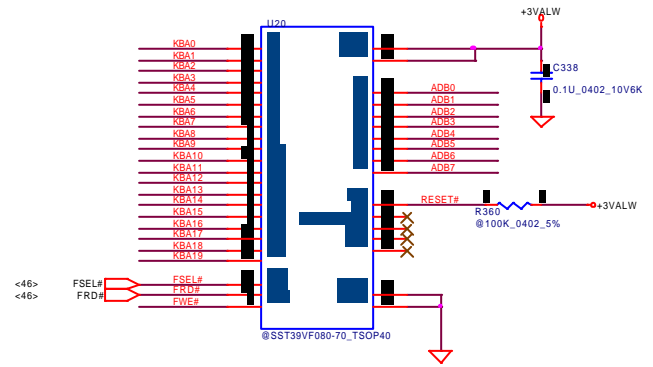 +3VALW
U20
KBA0
KBA1
KBA2
KBA3
KBA4
KBA5
KBA6
KBA7
KBA8
KBA9
KBA10
KBA11
KBA12
KBA13
KBA14
KBA15
KBA16
KBA17
KBA18
KBA19
C338
0.1U_0402_10V6K
ADB0
ADB1
ADB2
ADB3
ADB4
ADB5
ADB6
ADB7
RESET#
R360
@100K_0402_5%
+3VALW
<46> FSEL# FSEL#
<46> FRD# FRD#
FWE#
@SST39VF080-70_TSOP40